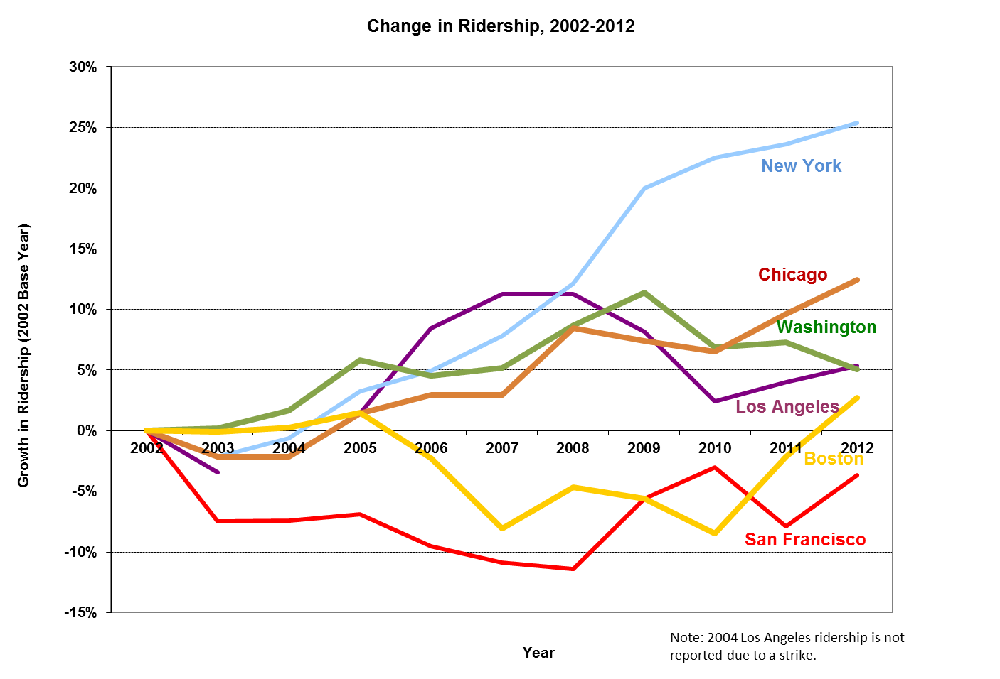 Change in Ridership, 2002-2012
30%
25%
20%
15%
10%
5%
0%
-5%
-10%
-15%
Growth in Ridership (2002 Base Year)
New York
Chicago
Washington
Los Angeles
2002 2003 2004 2005 2006 2007 2008 2009 2010 2011 2012
Boston
San Francisco
Year
Note: 2004 Los Angeles ridership is not
reported due to a strike.